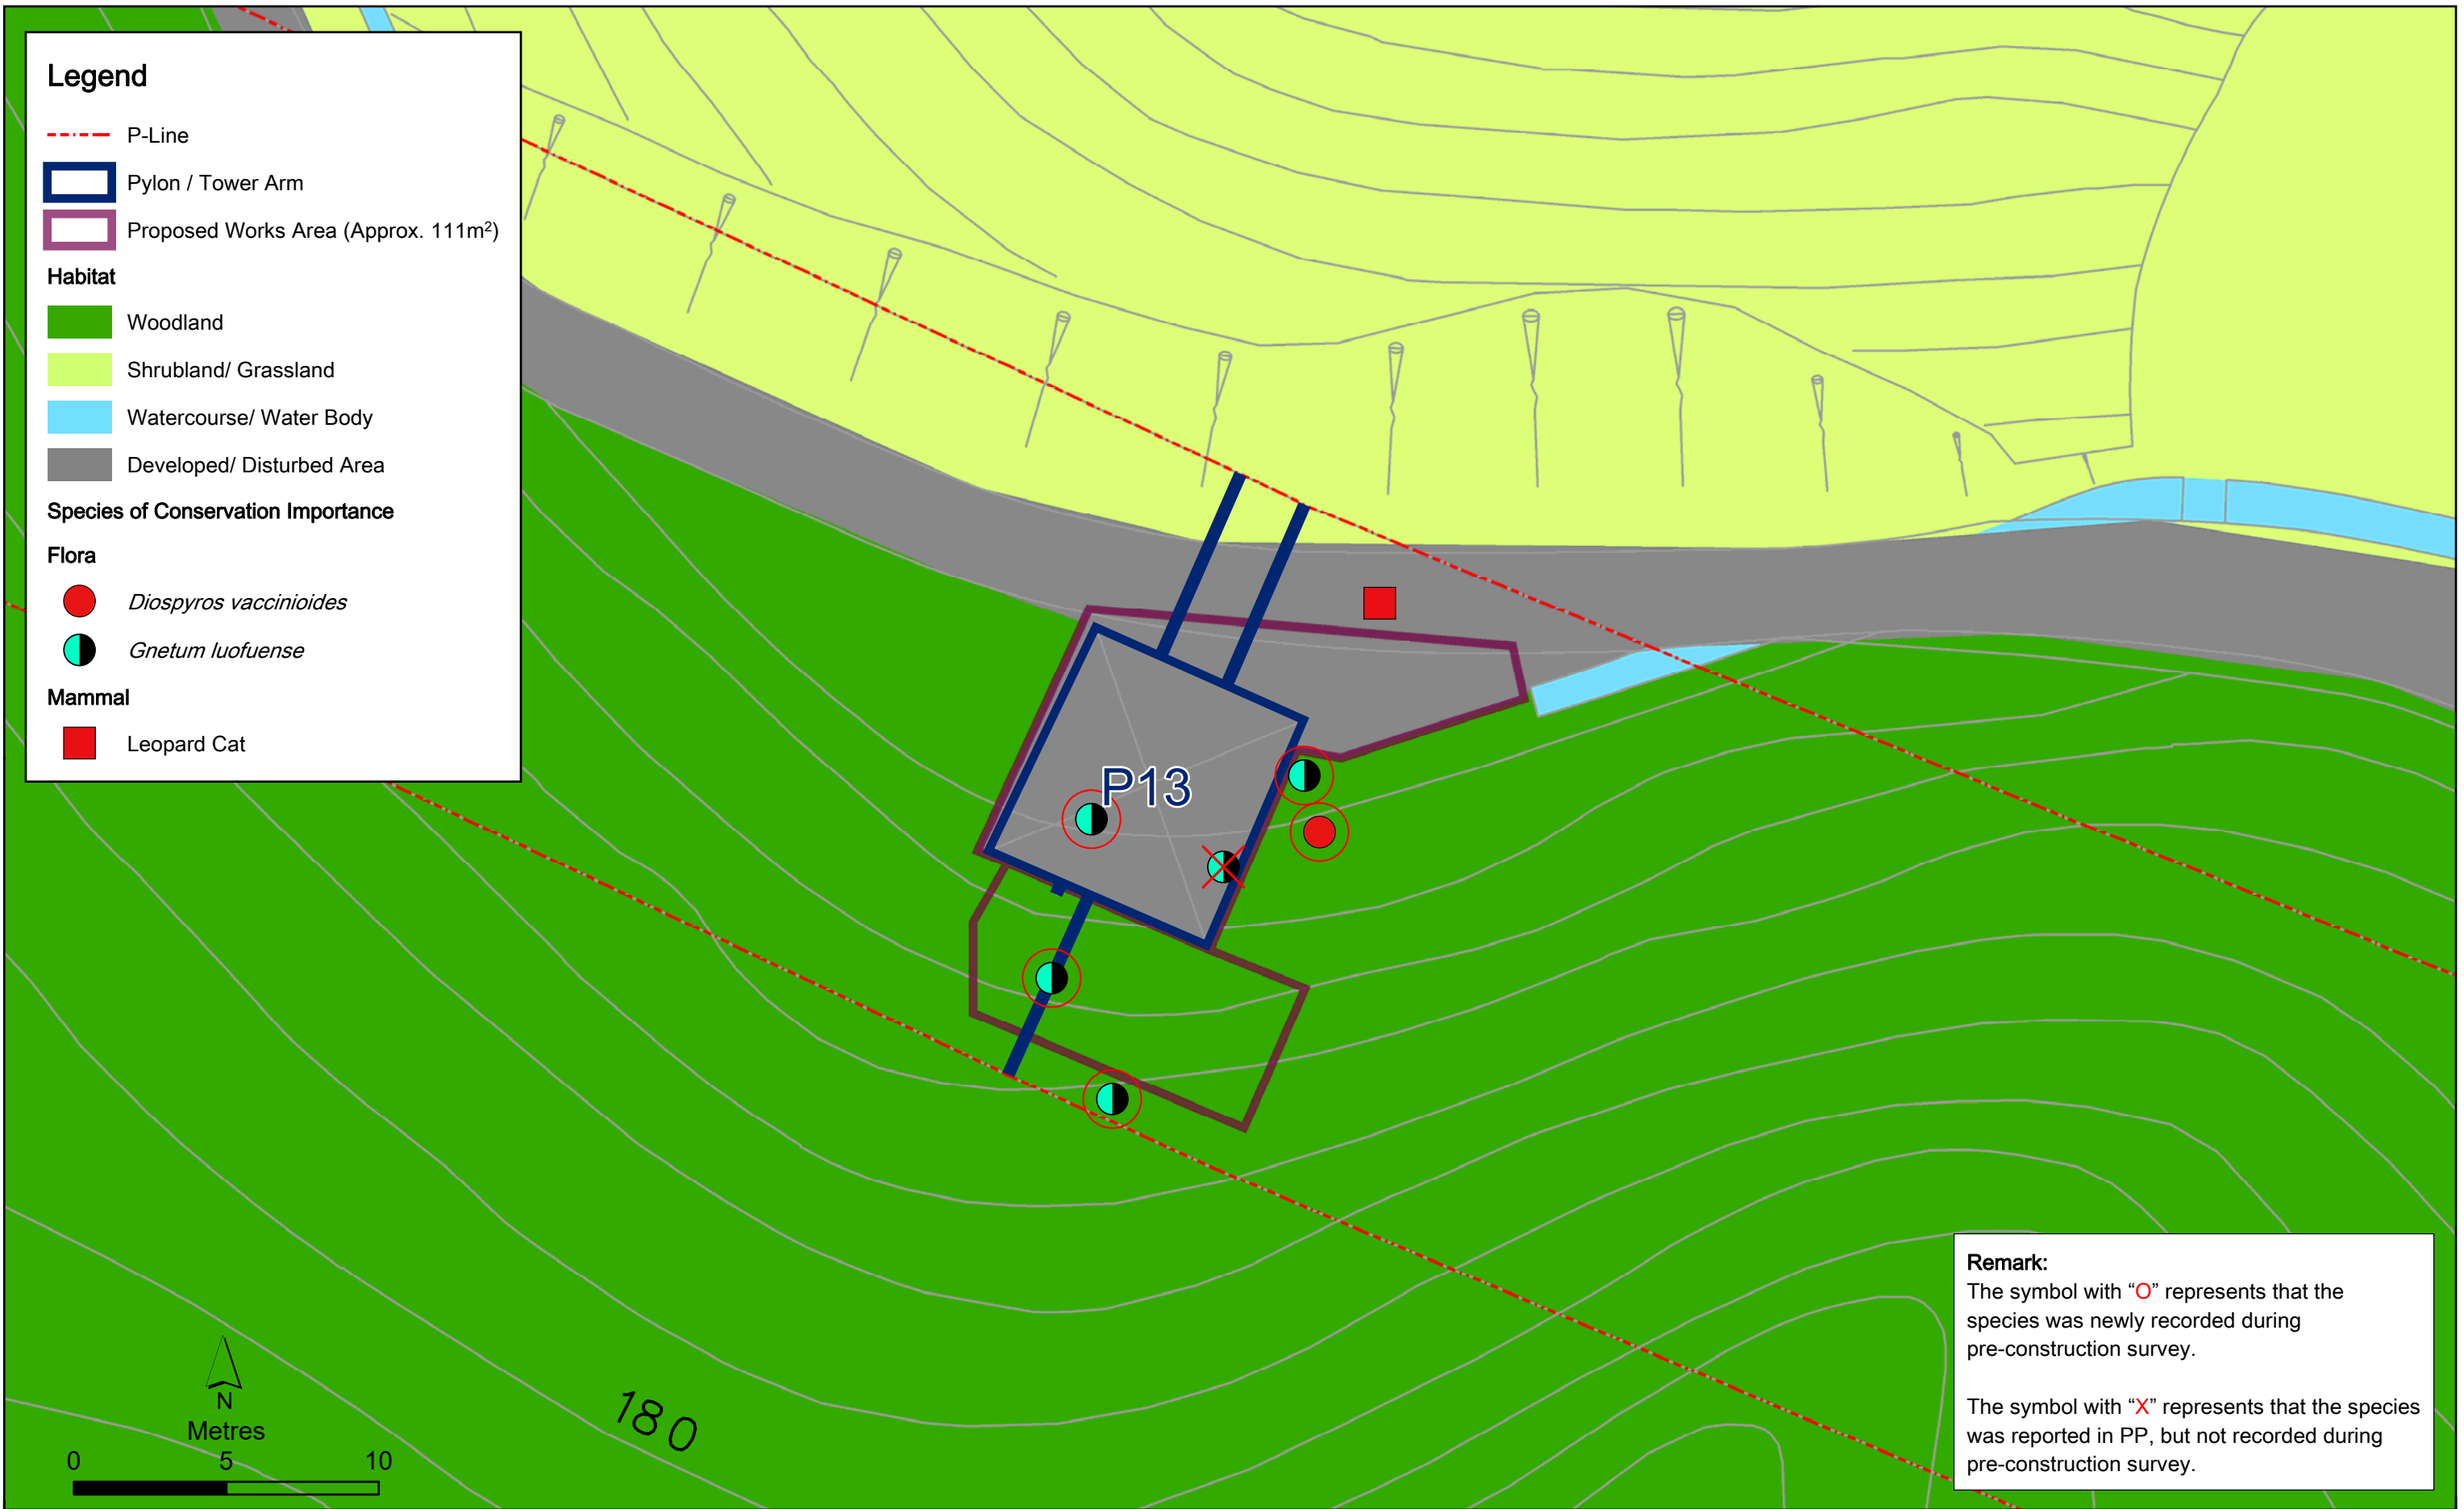 Legend
P-Line
Pylon / Tower Arm
Proposed Works Area (Approx. 111m²)
Habitat
Woodland
Shrubland/ Grassland
Watercourse/ Water Body
Developed/ Disturbed Area
Species of Conservation Importance
Flora
Diospyros vaccinioides
Gnetum luofuense
Mammal
Leopard Cat
P13
180
N
Metres
0 5 10
Remark:
The symbol with “O” represents that the
species was newly recorded during
pre-construction survey.
The symbol with “X” represents that the species
was reported in PP, but not recorded during
pre-construction survey.